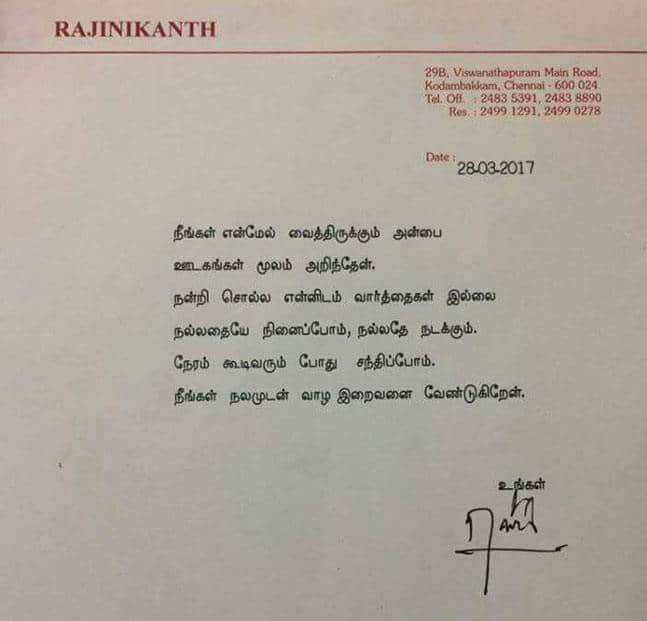 RAJINIKANTH
29B, Viswanathapuram Main Road,
Kodambakkam, Chennai - 600 024.
Tel. Off. : 2483 5391, 2483 8890
Res. : 2499 1291, 2499 0278
Date : 28-03-2017
நீங்கள் என்மேல் வைத்திருக்கும் அன்பை
ஊடகங்கள் மூலம் அறிந்தேன்.
நன்றி சொல்ல என்னிடம் வார்த்தைகள் இல்லை
நல்லதையே நினைப்போம், நல்லதே நடக்கும்.
நேரம் கூடிவரும் போது சந்திப்போம்.
நீங்கள் நலமுடன் வாழ இறைவனை வேண்டுகிறேன்.
உங்கள்